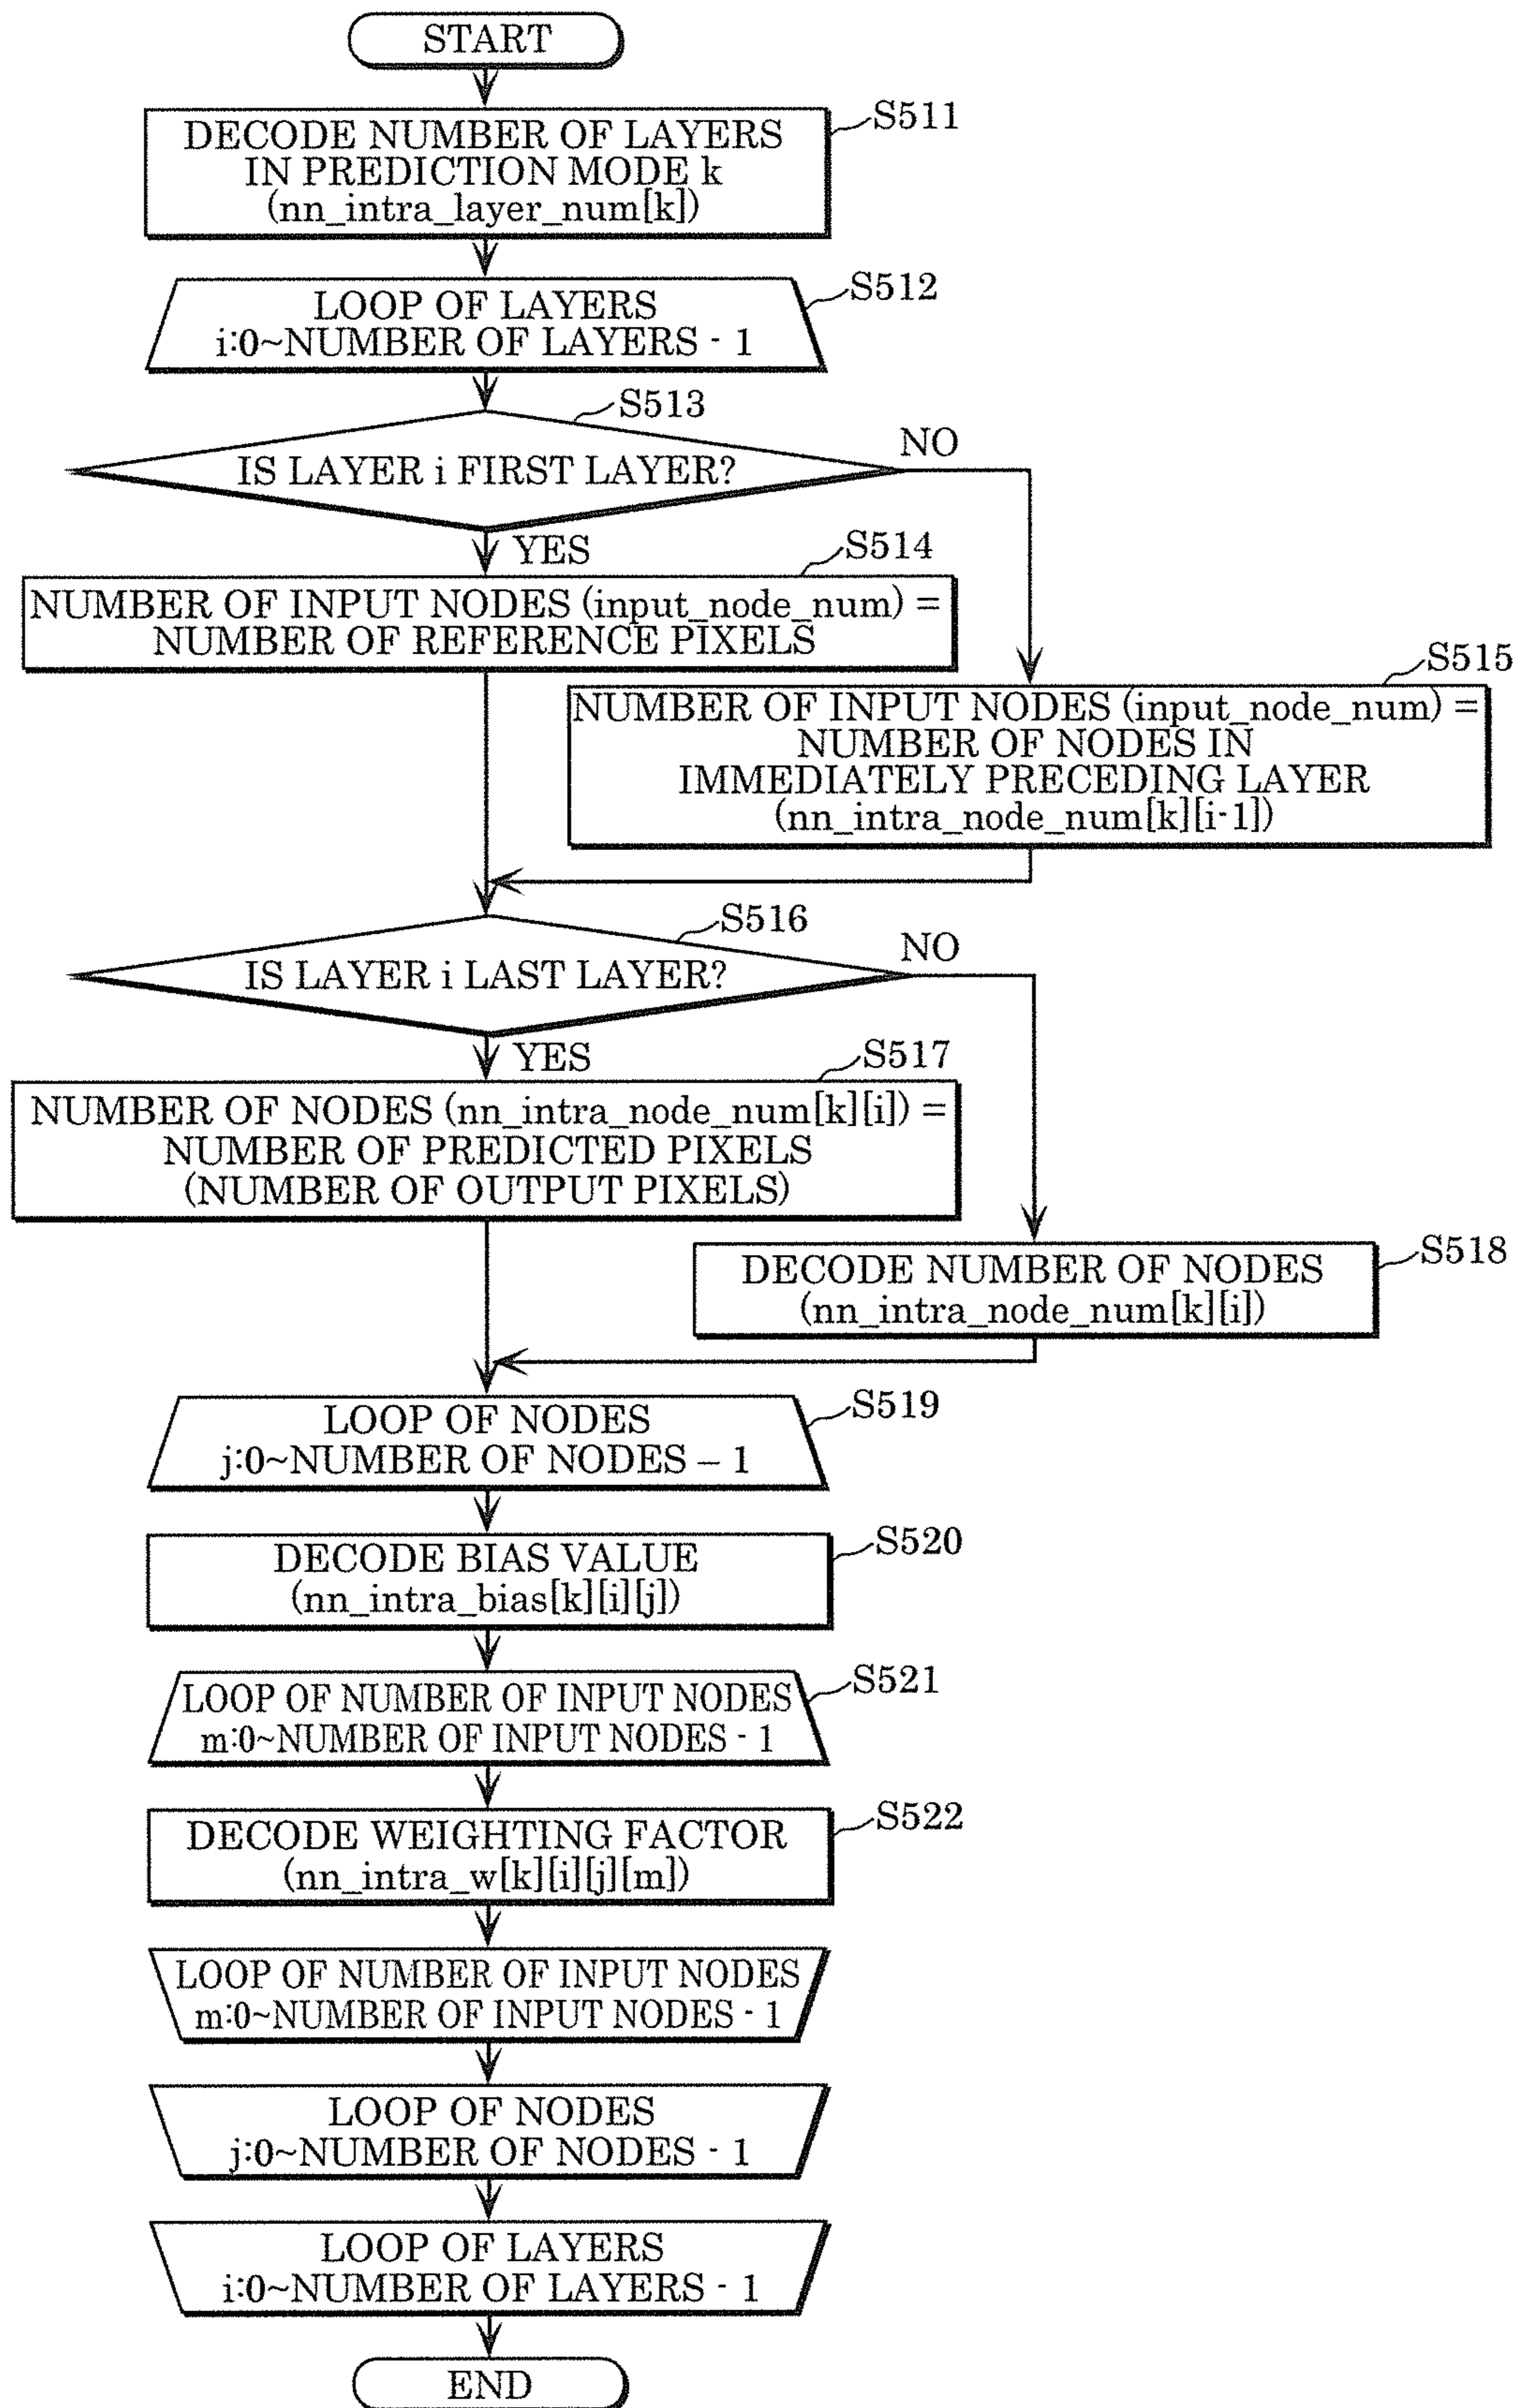 START
DECODE NUMBER OF LAYERS
IN PREDICTION MODE k
(nn_intra_layer_num[k])
S511
LOOP OF LAYERS
i:0~NUMBER OF LAYERS - 1
S512
S513
IS LAYER i FIRST LAYER?
NO
YES
S514
NUMBER OF INPUT NODES (input_node_num) =
NUMBER OF REFERENCE PIXELS
S515
NUMBER OF INPUT NODES (input_node_num) =
NUMBER OF NODES IN
IMMEDIATELY PRECEDING LAYER
(nn_intra_node_num[k][i-1])
S516
IS LAYER i LAST LAYER?
NO
YES
S517
NUMBER OF NODES (nn_intra_node_num[k][i]) =
NUMBER OF PREDICTED PIXELS
(NUMBER OF OUTPUT PIXELS)
S518
DECODE NUMBER OF NODES
(nn_intra_node_num[k][i])
LOOP OF NODES
j:0~NUMBER OF NODES – 1
S519
DECODE BIAS VALUE
(nn_intra_bias[k][i][j])
S520
LOOP OF NUMBER OF INPUT NODES
m:0~NUMBER OF INPUT NODES - 1
S521
DECODE WEIGHTING FACTOR
(nn_intra_w[k][i][j][m])
S522
LOOP OF NUMBER OF INPUT NODES
m:0~NUMBER OF INPUT NODES - 1
LOOP OF NODES
j:0~NUMBER OF NODES - 1
LOOP OF LAYERS
i:0~NUMBER OF LAYERS - 1
END